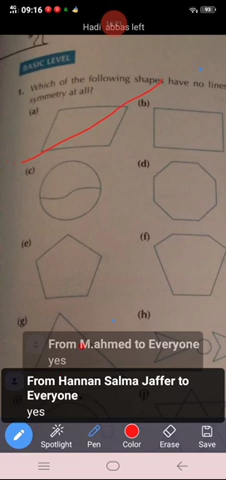 09:16
93
Hadi abbas left
BASIC LEVEL
1. Which of the following shapes have no lines
symmetry at all?
(a)
(b)
(c)
(d)
(e)
(f)
(g)
(h)
From M.ahmed to Everyone
yes
From Hannan Salma Jaffer to
Everyone
yes
(j)
Spotlight
Pen
Color
Erase
Save